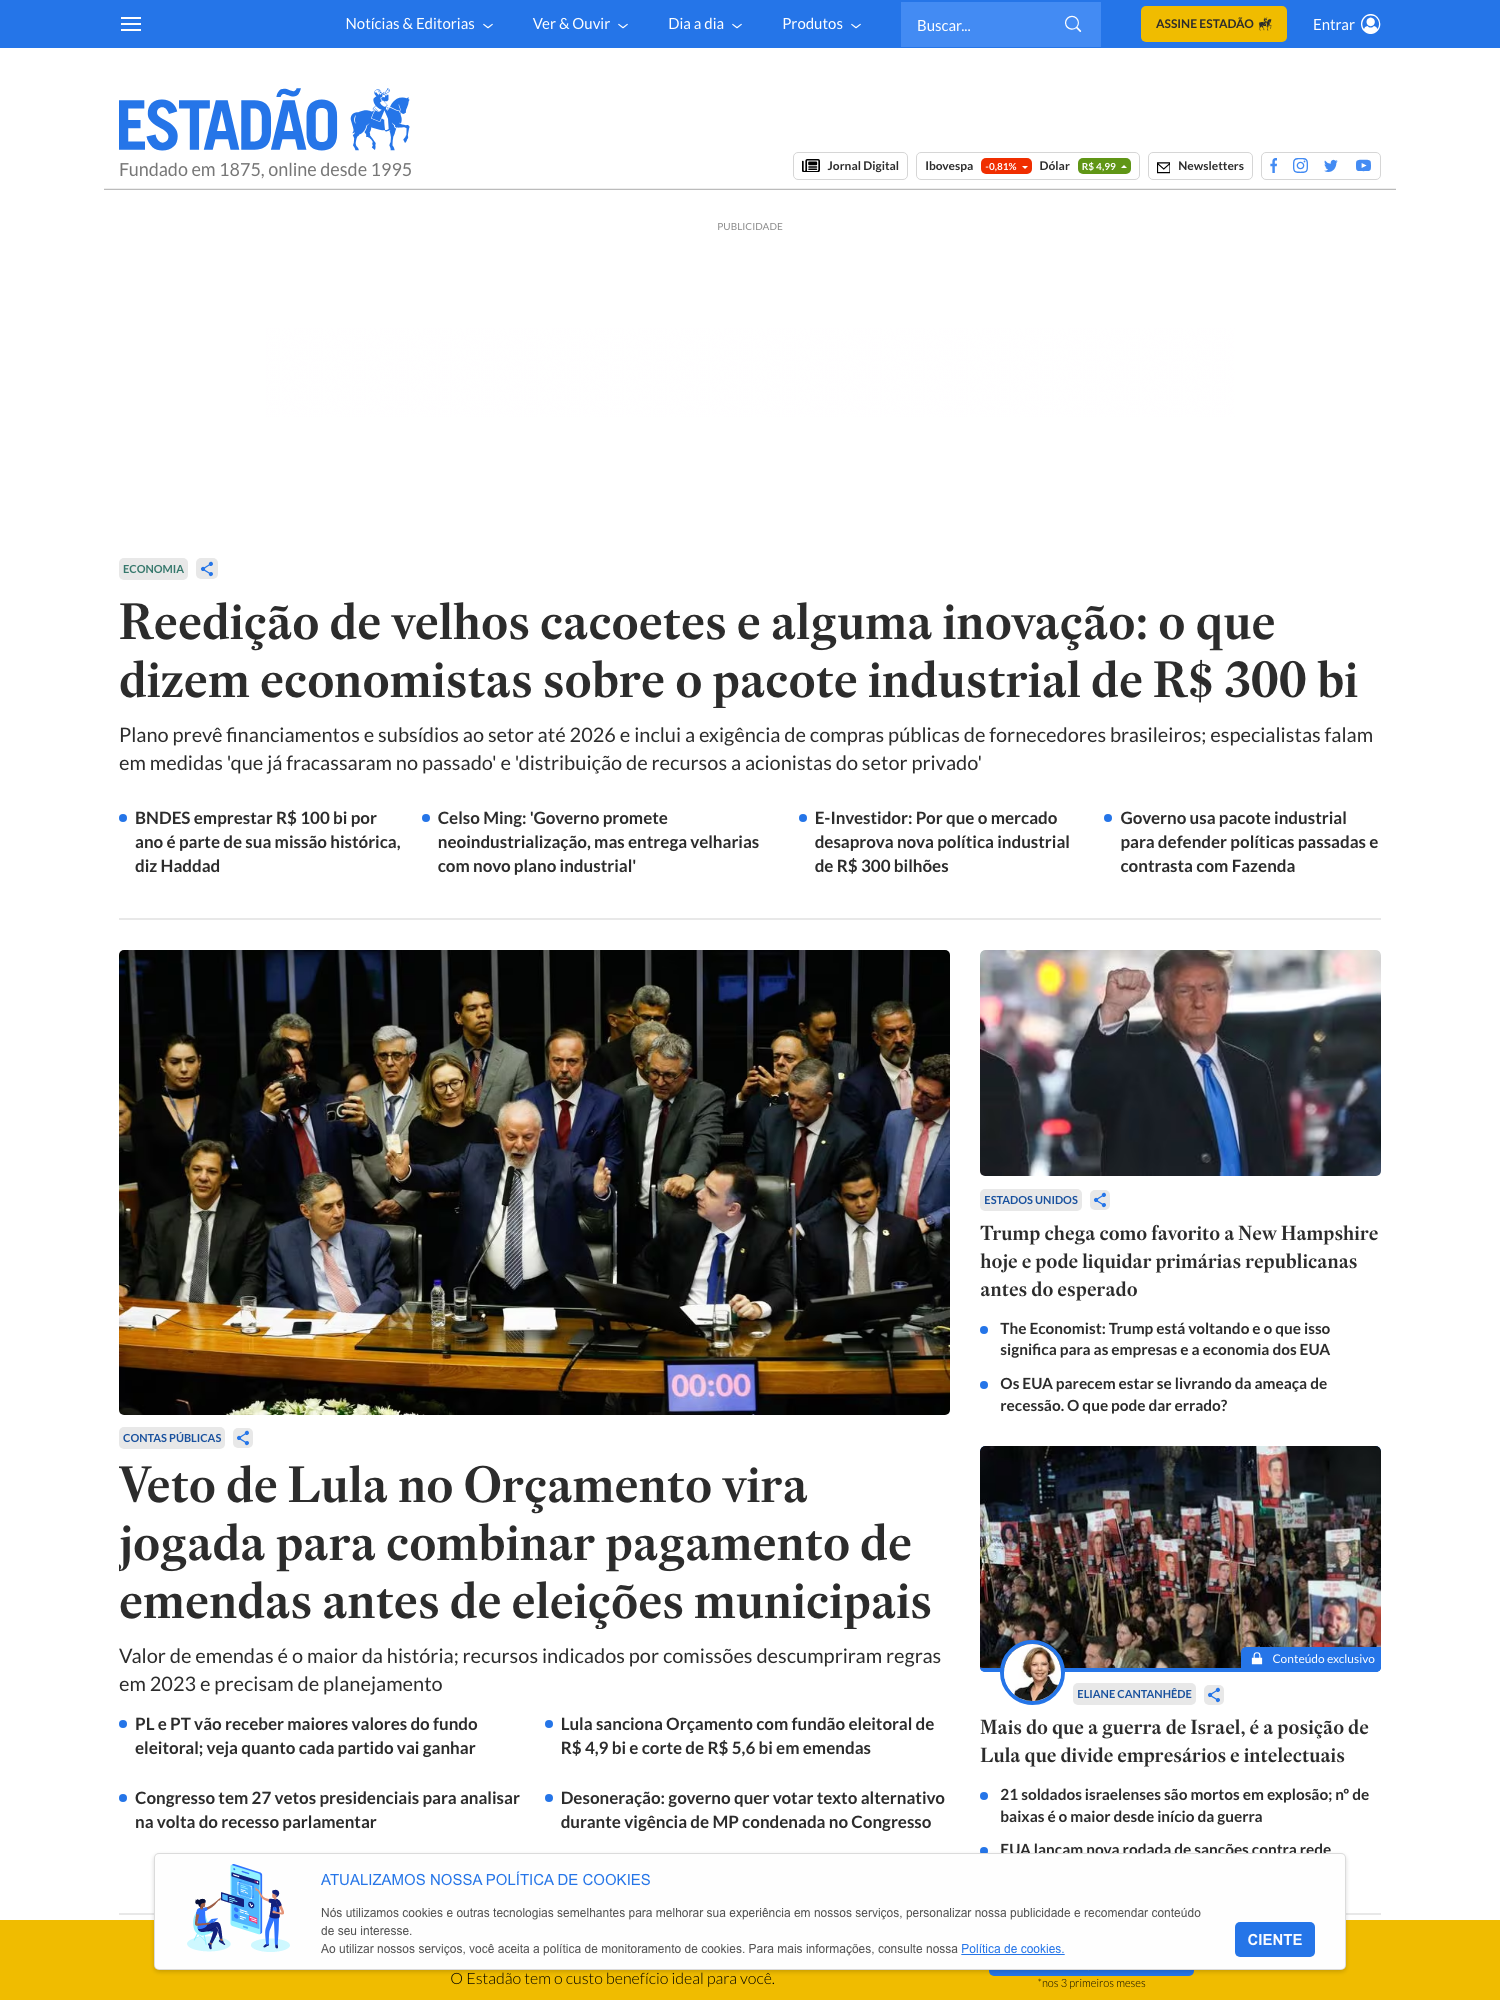 Notícias & Editorias
Ver & Ouvir
Dia a dia
Produtos
Buscar...
ASSINE ESTADÃO
Entrar
ESTADÃO
Fundado em 1875, online desde 1995
Jornal Digital
Ibovespa -0,81% Dólar R$ 4,99
Newsletters
PUBLICIDADE
ECONOMIA
Reedição de velhos cacoetes e alguma inovação: o que
dizem economistas sobre o pacote industrial de R$ 300 bi
Plano prevê financiamentos e subsídios ao setor até 2026 e inclui a exigência de compras públicas de fornecedores brasileiros; especialistas falam
em medidas 'que já fracassaram no passado' e 'distribuição de recursos a acionistas do setor privado'
BNDES emprestar R$ 100 bi por
ano é parte de sua missão histórica,
diz Haddad
Celso Ming: 'Governo promete
neoindustrialização, mas entrega velharias
com novo plano industrial'
E-Investidor: Por que o mercado
desaprova nova política industrial
de R$ 300 bilhões
Governo usa pacote industrial
para defender políticas passadas e
contrasta com Fazenda
00:00
CONTAS PÚBLICAS
Veto de Lula no Orçamento vira
jogada para combinar pagamento de
emendas antes de eleições municipais
Valor de emendas é o maior da história; recursos indicados por comissões descumpriram regras
em 2023 e precisam de planejamento
PL e PT vão receber maiores valores do fundo
eleitoral; veja quanto cada partido vai ganhar
Lula sanciona Orçamento com fundão eleitoral de
R$ 4,9 bi e corte de R$ 5,6 bi em emendas
Congresso tem 27 vetos presidenciais para analisar
na volta do recesso parlamentar
Desoneração: governo quer votar texto alternativo
durante vigência de MP condenada no Congresso
ESTADOS UNIDOS
Trump chega como favorito a New Hampshire
hoje e pode liquidar primárias republicanas
antes do esperado
The Economist: Trump está voltando e o que isso
significa para as empresas e a economia dos EUA
Os EUA parecem estar se livrando da ameaça de
recessão. O que pode dar errado?
Conteúdo exclusivo
ELIANE CANTANHÊDE
Mais do que a guerra de Israel, é a posição de
Lula que divide empresários e intelectuais
21 soldados israelenses são mortos em explosão; nº de
baixas é o maior desde início da guerra
EUA lançam nova rodada de sanções contra rede
ATUALIZAMOS NOSSA POLÍTICA DE COOKIES
Nós utilizamos cookies e outras tecnologias semelhantes para melhorar sua experiência em nossos serviços, personalizar nossa publicidade e recomendar conteúdo
de seu interesse.
Ao utilizar nossos serviços, você aceita a política de monitoramento de cookies. Para mais informações, consulte nossa Política de cookies.
CIENTE
O Estadão tem o custo benefício ideal para você.
*nos 3 primeiros meses